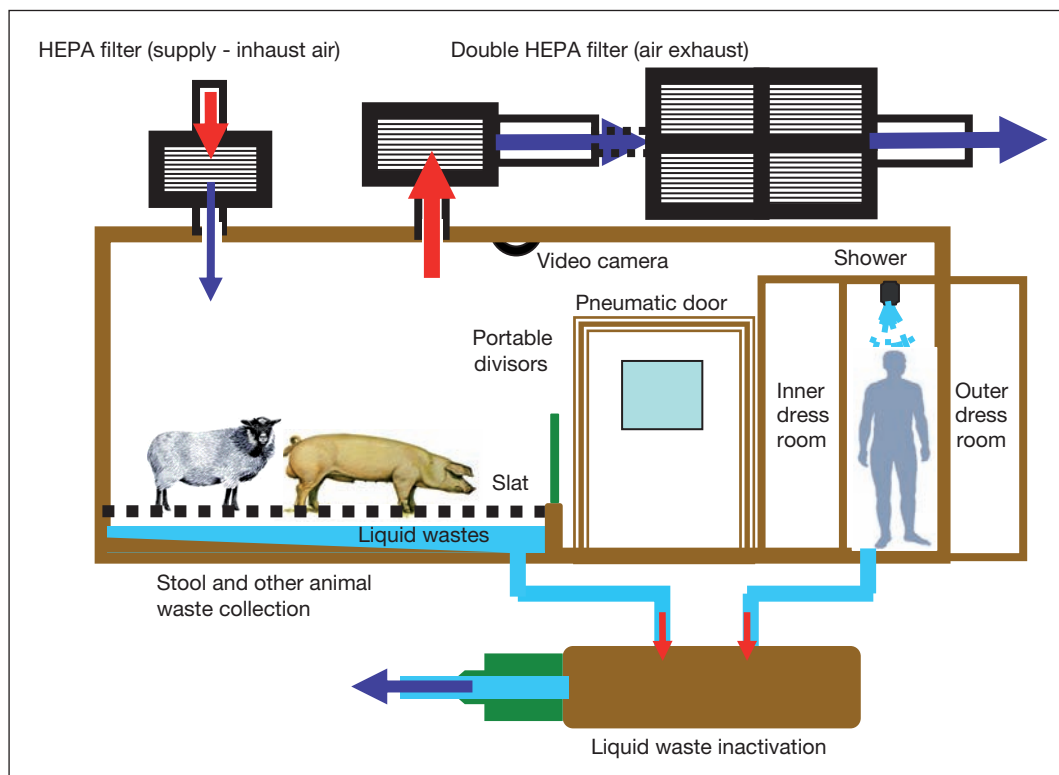 HEPA filter (supply - inhaust air)
Double HEPA filter (air exhaust)
Video camera
Shower
Pneumatic door
Portable
divisors
Inner
dress
room
Outer
dress
room
Slat
Liquid wastes
Stool and other animal
waste collection
Liquid waste inactivation